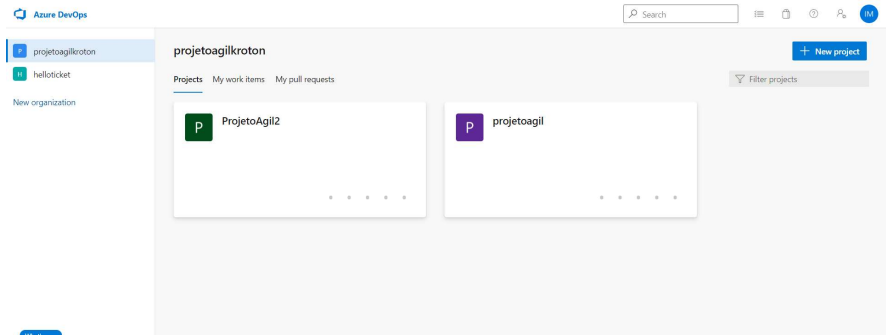 Azure DevOps
Search
IM
P projetoagilkroton
H helloticket
New organization
projetoagilkroton
+ New project
Projects My work items My pull requests
Filter projects
P ProjetoAgil2
P projetoagil